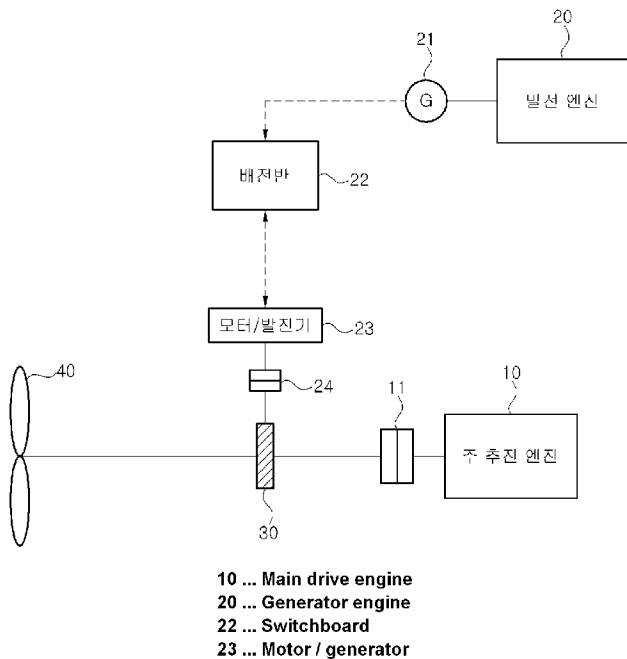 20
21
G
발전 엔진
배전반
22
모터/발전기
23
40
24
11
10
주 추진 엔진
30
10 ... Main drive engine
20 ... Generator engine
22 ... Switchboard
23 ... Motor / generator